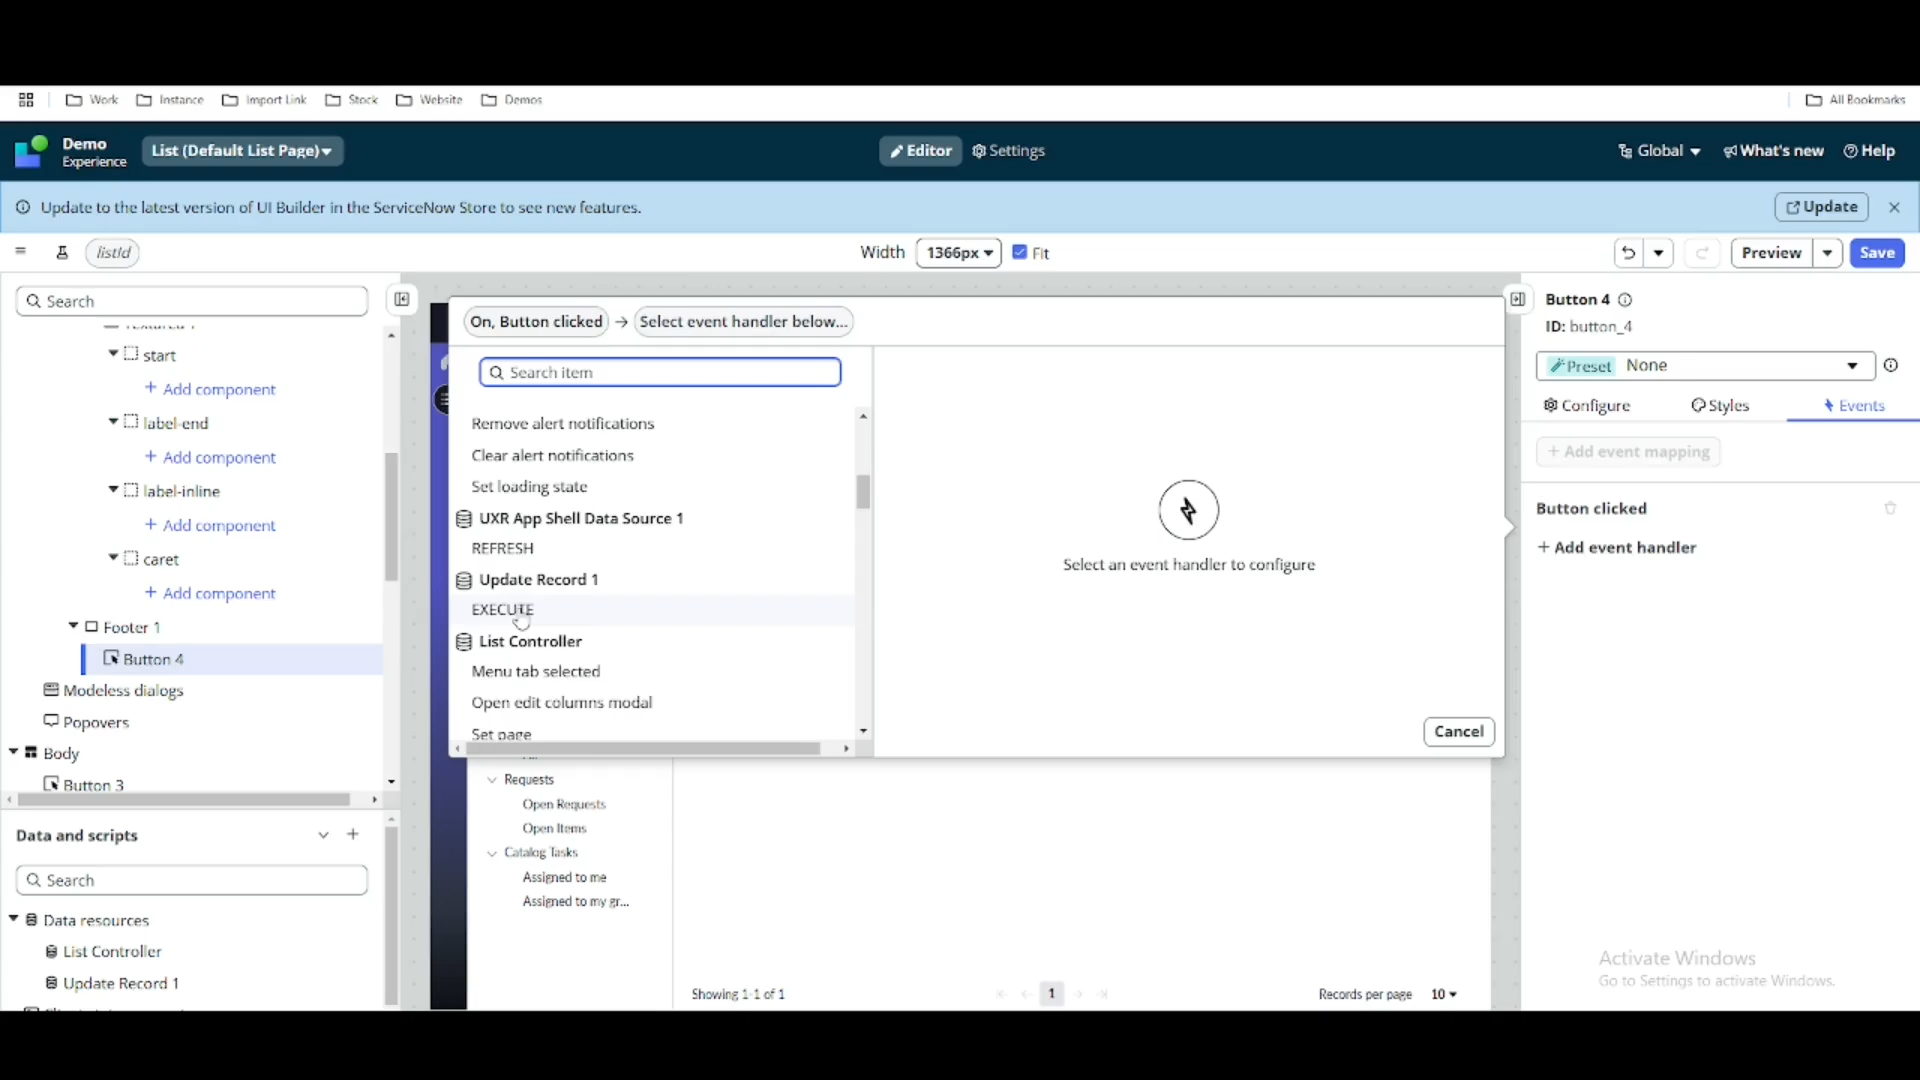 Work
Instance
Import Link
Stock
Website
Demos
All Bookmarks
Demo
Experience
List (Default List Page)
Editor
Settings
Global
What's new
Help
Update to the latest version of UI Builder in the ServiceNow Store to see new features.
Update
listId
Width
1366px
Fit
Preview
Save
Search
start
+ Add component
label-end
+ Add component
label-inline
+ Add component
caret
+ Add component
Footer 1
Button 4
Modeless dialogs
Popovers
Body
Button 3
Data and scripts
Search
Data resources
List Controller
Update Record 1
On, Button clicked → Select event handler below...
Search item
Remove alert notifications
Clear alert notifications
Set loading state
UXR App Shell Data Source 1
REFRESH
Update Record 1
EXECUTE
List Controller
Menu tab selected
Open edit columns modal
Set page
Select an event handler to configure
Cancel
Requests
Open Requests
Open Items
Catalog Tasks
Assigned to me
Assigned to my gr...
Showing 1-1 of 1
1
Records per page 10
Button 4
ID: button_4
Preset None
Configure
Styles
Events
+ Add event mapping
Button clicked
+ Add event handler
Activate Windows
Go to Settings to activate Windows.